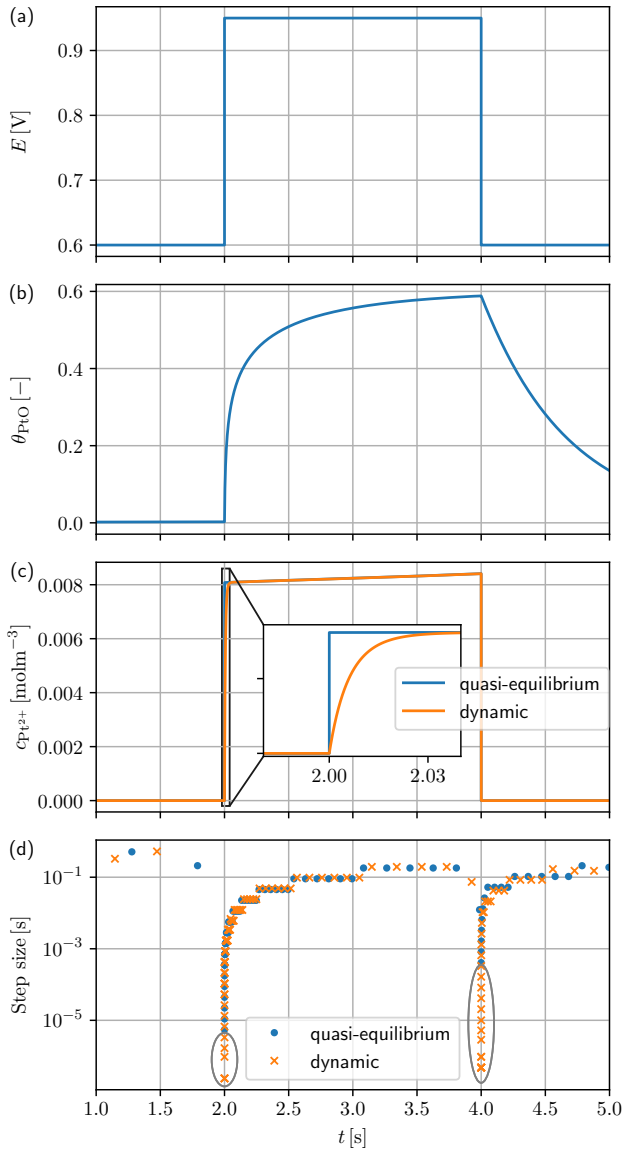 (a)
0.9
0.8
0.7
0.6
E [V]
(b)
0.6
0.4
0.2
0.0
θPtO [−]
(c)
0.008
0.006
0.004
0.002
0.000
cPt²⁺ [molm⁻³]
2.00 2.03
quasi-equilibrium
dynamic
(d)
10⁻¹
10⁻³
10⁻⁵
Step size [s]
quasi-equilibrium
dynamic
1.0 1.5 2.0 2.5 3.0 3.5 4.0 4.5 5.0
t [s]